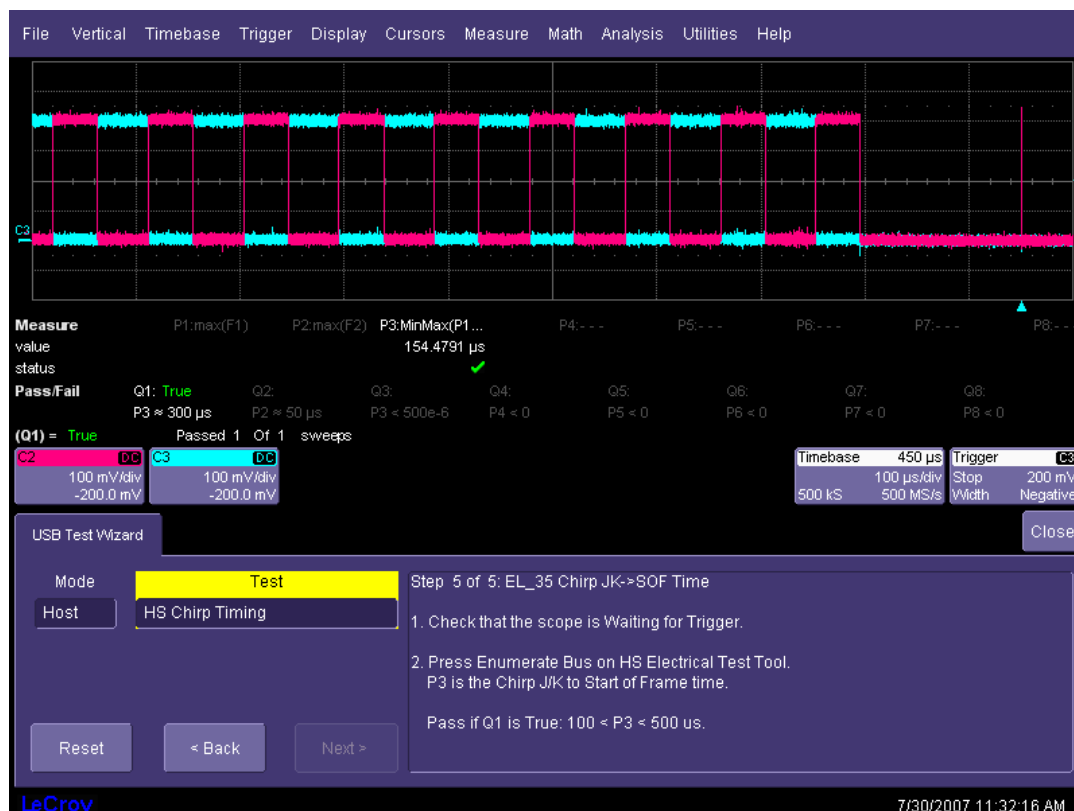 File Vertical Timebase Trigger Display Cursors Measure Math Analysis Utilities Help
C3
Measure P1:max(F1) P2:max(F2) P3:MinMax(P1... P4:- - - P5:- - - P6:- - - P7:- - - P8:- -
value 154.4791 µs
status
Pass/Fail Q1: True Q2: Q3: Q4: Q5: Q6: Q7: Q8:
P3 ≈ 300 µs P2 ≈ 50 µs P3 < 500e-6 P4 < 0 P5 < 0 P6 < 0 P7 < 0 P8 < 0
(Q1) = True Passed 1 Of 1 sweeps
C2 DC C3 DC Timebase 450 µs Trigger C3
100 mV/div 100 mV/div 100 µs/div Stop 200 mV
-200.0 mV -200.0 mV 500 kS 500 MS/s Width Negative
USB Test Wizard Close
Mode Test
Host HS Chirp Timing
Step 5 of 5: EL_35 Chirp JK->SOF Time
1. Check that the scope is Waiting for Trigger.
2. Press Enumerate Bus on HS Electrical Test Tool.
P3 is the Chirp J/K to Start of Frame time.
Pass if Q1 is True: 100 < P3 < 500 us.
Reset < Back Next >
LeCroy 7/30/2007 11:32:16 AM